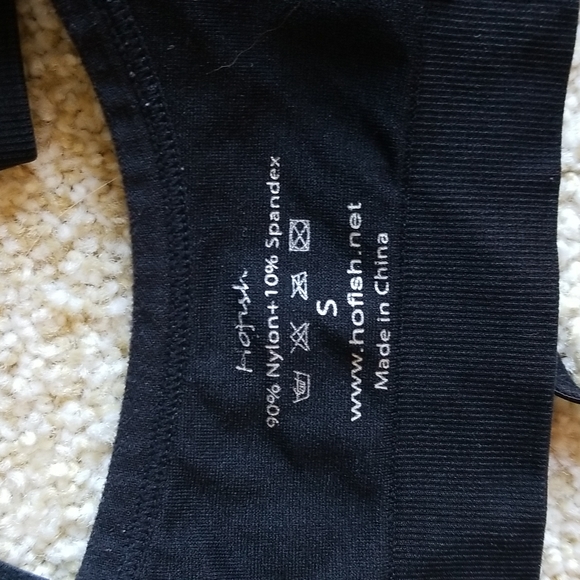 hofish
90% Nylon+10% Spandex
S
www.hofish.net
Made in China